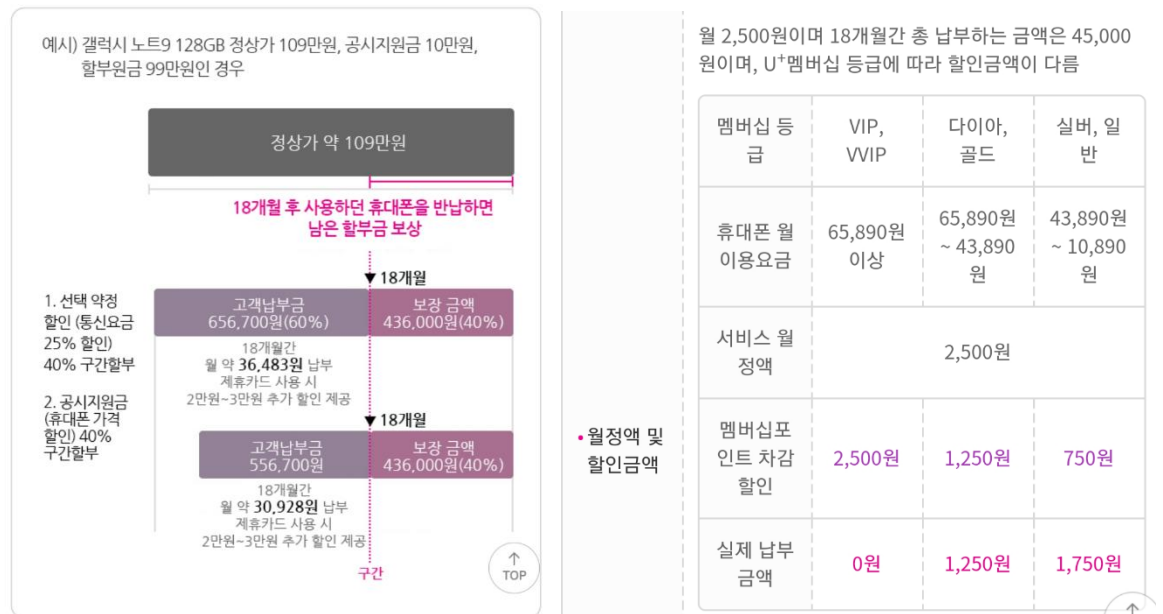 예시) 갤럭시 노트9 128GB 정상가 109만원, 공시지원금 10만원,
할부원금 99만원인 경우
정상가 약 109만원
18개월 후 사용하던 휴대폰을 반납하면
남은 할부금 보상
▼ 18개월
1. 선택 약정
할인 (통신요금
25% 할인)
40% 구간할부
고객납부금
656,700원(60%)
보장 금액
436,000원(40%)
18개월간
월 약 36,483원 납부
제휴카드 사용 시
2만원~3만원 추가 할인 제공
2. 공시지원금
(휴대폰 가격
할인) 40%
구간할부
▼ 18개월
고객납부금
556,700원
보장 금액
436,000원(40%)
18개월간
월 약 30,928원 납부
제휴카드 사용 시
2만원~3만원 추가 할인 제공
구간
↑
TOP
• 월정액 및
할인금액
월 2,500원이며 18개월간 총 납부하는 금액은 45,000
원이며, U+멤버십 등급에 따라 할인금액이 다름
멤버십 등
급
VIP,
VVIP
다이아,
골드
실버, 일
반
휴대폰 월
이용요금
65,890원
이상
65,890원
~ 43,890
원
43,890원
~ 10,890
원
서비스 월
정액
2,500원
멤버십포
인트 차감
할인
2,500원
1,250원
750원
실제 납부
금액
0원
1,250원
1,750원